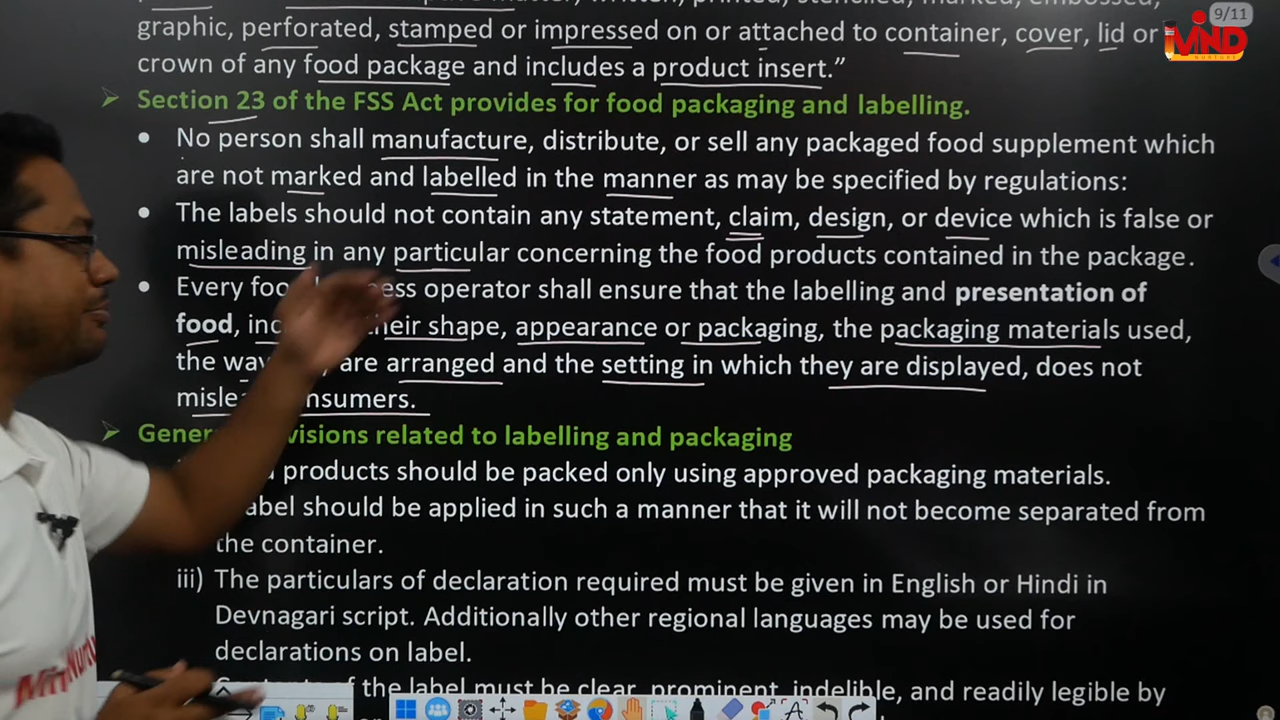 graphic, perforated, stamped or impressed on or attached to container, cover, lid or
crown of any food package and includes a product insert."
9/11
MIND
NURTURE
Section 23 of the FSS Act provides for food packaging and labelling.
No person shall manufacture, distribute, or sell any packaged food supplement which
are not marked and labelled in the manner as may be specified by regulations:
The labels should not contain any statement, claim, design, or device which is false or
misleading in any particular concerning the food products contained in the package.
Every operator shall ensure that the labelling and presentation of
food, their shape, appearance or packaging, the packaging materials used,
the are arranged and the setting in which they are displayed, does not
consumers.
related to labelling and packaging
products should be packed only using approved packaging materials.
label should be applied in such a manner that it will not become separated from
the container.
iii) The particulars of declaration required must be given in English or Hindi in
Devnagari script. Additionally other regional languages may be used for
declarations on label.
the label must be clear, prominent, indelible, and readily legible by